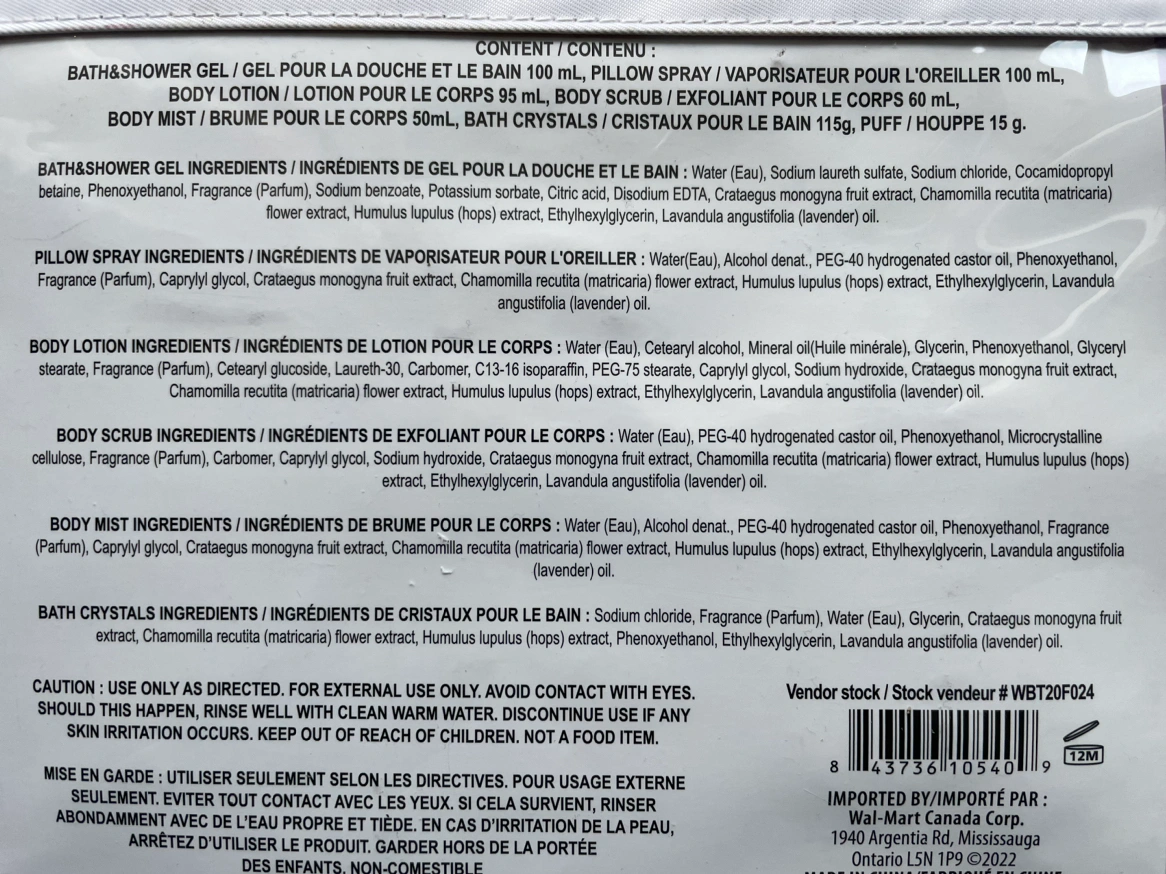 CONTENT / CONTENU :
BATH&SHOWER GEL / GEL POUR LA DOUCHE ET LE BAIN 100 mL, PILLOW SPRAY / VAPORISATEUR POUR L'OREILLER 100 mL,
BODY LOTION / LOTION POUR LE CORPS 95 mL, BODY SCRUB / EXFOLIANT POUR LE CORPS 60 mL,
BODY MIST / BRUME POUR LE CORPS 50mL, BATH CRYSTALS / CRISTAUX POUR LE BAIN 115g, PUFF / HOUPPE 15 g.
BATH&SHOWER GEL INGREDIENTS / INGRÉDIENTS DE GEL POUR LA DOUCHE ET LE BAIN : Water (Eau), Sodium laureth sulfate, Sodium chloride, Cocamidopropyl
betaine, Phenoxyethanol, Fragrance (Parfum), Sodium benzoate, Potassium sorbate, Citric acid, Disodium EDTA, Crataegus monogyna fruit extract, Chamomilla recutita (matricaria)
flower extract, Humulus lupulus (hops) extract, Ethylhexylglycerin, Lavandula angustifolia (lavender) oil.
PILLOW SPRAY INGREDIENTS / INGRÉDIENTS DE VAPORISATEUR POUR L'OREILLER : Water(Eau), Alcohol denat., PEG-40 hydrogenated castor oil, Phenoxyethanol,
Fragrance (Parfum), Caprylyl glycol, Crataegus monogyna fruit extract, Chamomilla recutita (matricaria) flower extract, Humulus lupulus (hops) extract, Ethylhexylglycerin, Lavandula
angustifolia (lavender) oil.
BODY LOTION INGREDIENTS / INGRÉDIENTS DE LOTION POUR LE CORPS : Water (Eau), Cetearyl alcohol, Mineral oil(Huile minérale), Glycerin, Phenoxyethanol, Glyceryl
stearate, Fragrance (Parfum), Cetearyl glucoside, Laureth-30, Carbomer, C13-16 isoparaffin, PEG-75 stearate, Caprylyl glycol, Sodium hydroxide, Crataegus monogyna fruit extract,
Chamomilla recutita (matricaria) flower extract, Humulus lupulus (hops) extract, Ethylhexylglycerin, Lavandula angustifolia (lavender) oil.
BODY SCRUB INGREDIENTS / INGRÉDIENTS DE EXFOLIANT POUR LE CORPS : Water (Eau), PEG-40 hydrogenated castor oil, Phenoxyethanol, Microcrystalline
cellulose, Fragrance (Parfum), Carbomer, Caprylyl glycol, Sodium hydroxide, Crataegus monogyna fruit extract, Chamomilla recutita (matricaria) flower extract, Humulus lupulus (hops)
extract, Ethylhexylglycerin, Lavandula angustifolia (lavender) oil.
BODY MIST INGREDIENTS / INGRÉDIENTS DE BRUME POUR LE CORPS : Water (Eau), Alcohol denat., PEG-40 hydrogenated castor oil, Phenoxyethanol, Fragrance
(Parfum), Caprylyl glycol, Crataegus monogyna fruit extract, Chamomilla recutita (matricaria) flower extract, Humulus lupulus (hops) extract, Ethylhexylglycerin, Lavandula angustifolia
(lavender) oil.
BATH CRYSTALS INGREDIENTS / INGRÉDIENTS DE CRISTAUX POUR LE BAIN : Sodium chloride, Fragrance (Parfum), Water (Eau), Glycerin, Crataegus monogyna fruit
extract, Chamomilla recutita (matricaria) flower extract, Humulus lupulus (hops) extract, Phenoxyethanol, Ethylhexylglycerin, Lavandula angustifolia (lavender) oil.
CAUTION : USE ONLY AS DIRECTED. FOR EXTERNAL USE ONLY. AVOID CONTACT WITH EYES.
SHOULD THIS HAPPEN, RINSE WELL WITH CLEAN WARM WATER. DISCONTINUE USE IF ANY
SKIN IRRITATION OCCURS. KEEP OUT OF REACH OF CHILDREN. NOT A FOOD ITEM.
MISE EN GARDE : UTILISER SEULEMENT SELON LES DIRECTIVES. POUR USAGE EXTERNE
SEULEMENT. EVITER TOUT CONTACT AVEC LES YEUX. SI CELA SURVIENT, RINSER
ABONDAMMENT AVEC DE L'EAU PROPRE ET TIÈDE. EN CAS D'IRRITATION DE LA PEAU,
ARRÊTEZ D'UTILISER LE PRODUIT. GARDER HORS DE LA PORTÉE
DES ENFANTS. NON-COMESTIBLE
Vendor stock / Stock vendeur # WBT20F024
8 43736 10540 9
12M
IMPORTED BY/IMPORTÉ PAR :
Wal-Mart Canada Corp.
1940 Argentia Rd, Mississauga
Ontario L5N 1P9 ©2022
MADE IN CHINA/FABRIQUÉ EN CHINE